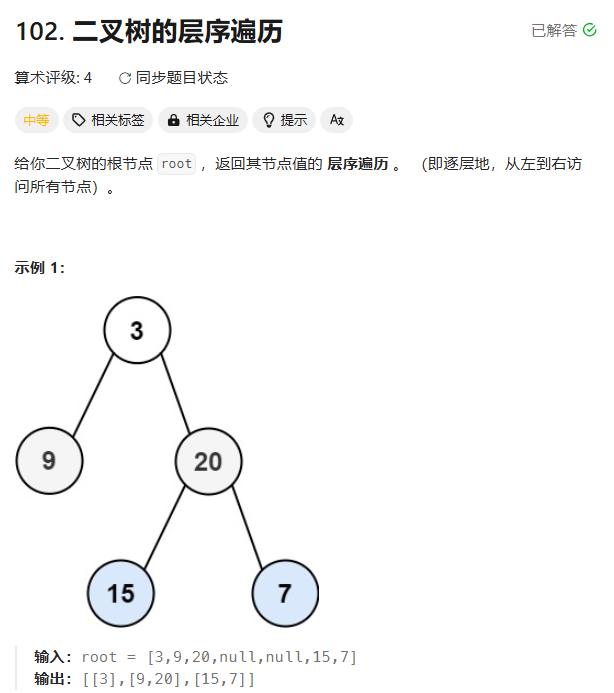 102. 二叉树的层序遍历 已解答
算术评级: 4 同步题目状态
中等 相关标签 相关企业 提示 Aあ
给你二叉树的根节点 root ，返回其节点值的 层序遍历 。 （即逐层地，从左到右访
问所有节点）。
示例 1：
3
9 20
15 7
输入：root = [3,9,20,null,null,15,7]
输出：[[3],[9,20],[15,7]]